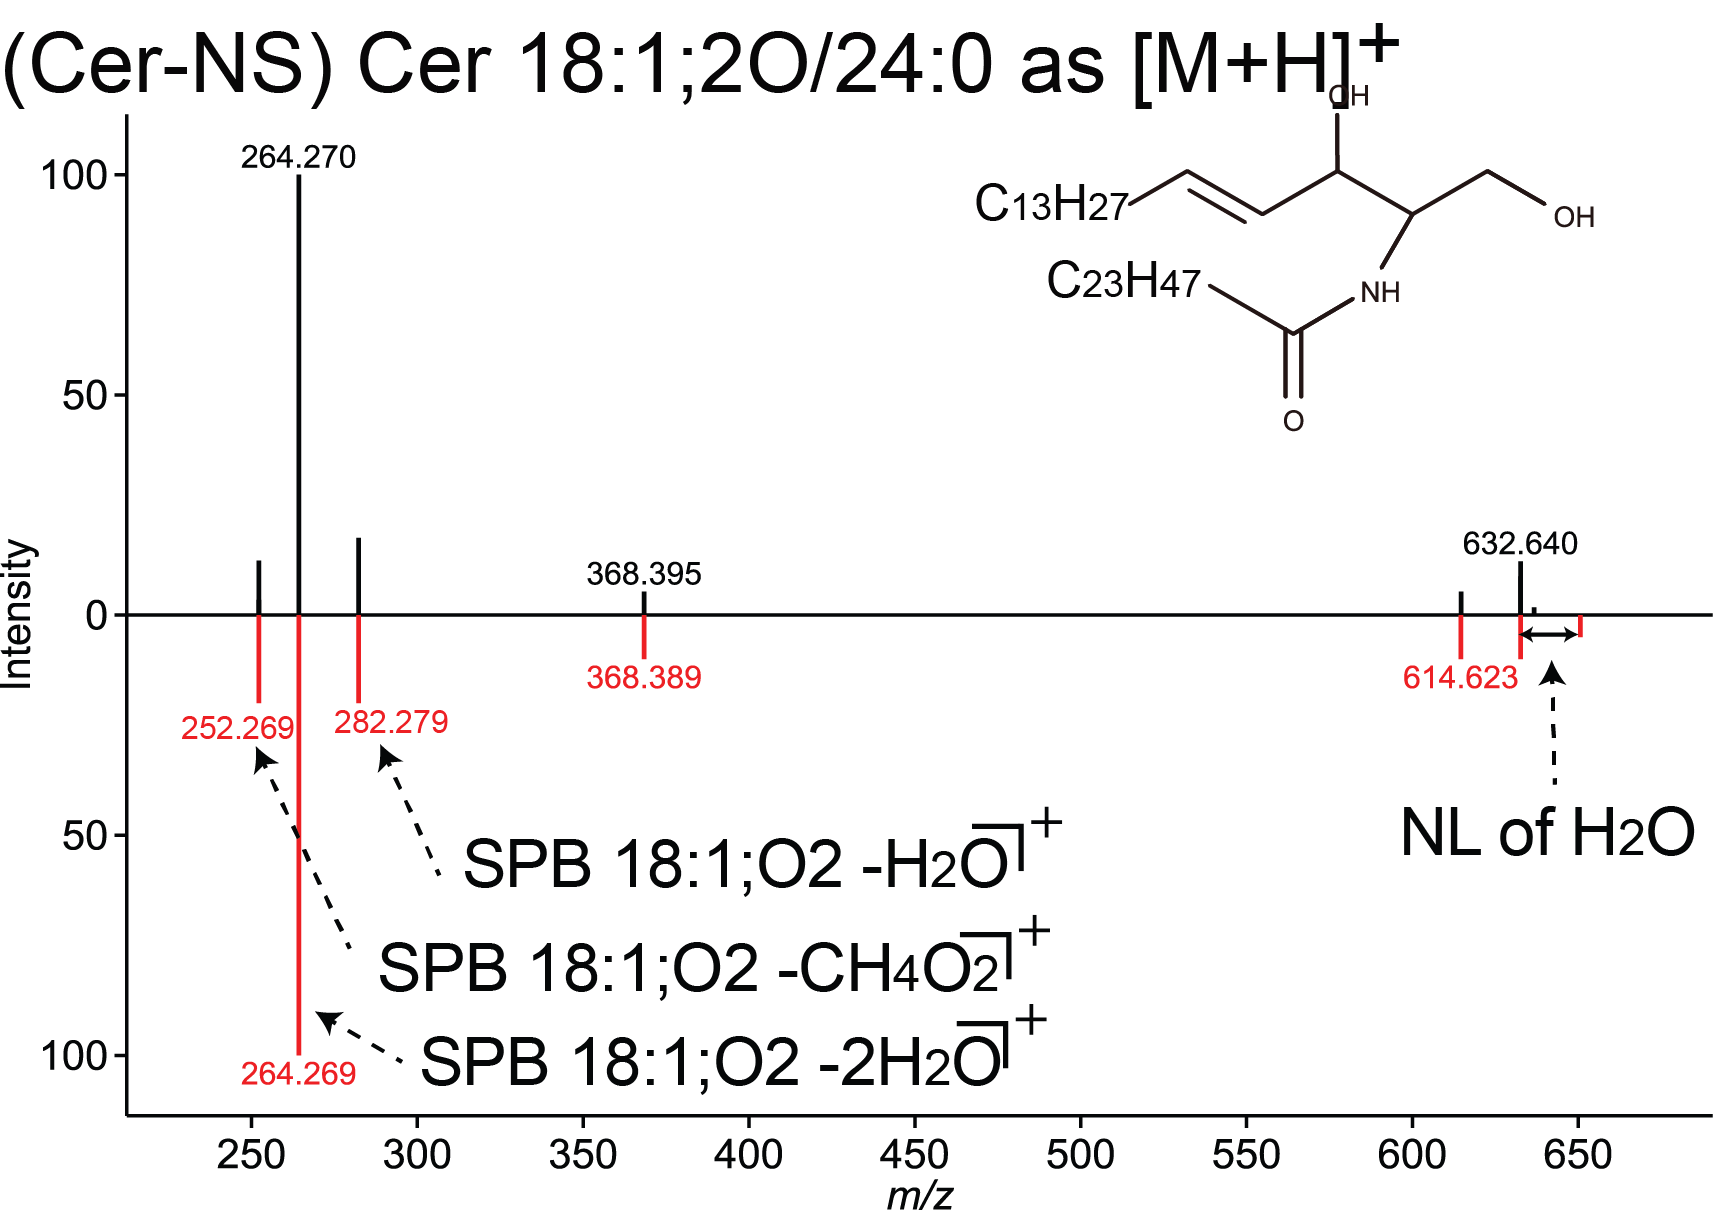 (Cer-NS) Cer 18:1;2O/24:0 as [M+H]+
OH
C13H27
OH
C23H47
NH
O
264.270
100
50
0
50
100
Intensity
368.395
632.640
368.389
614.623
252.269
282.279
NL of H2O
SPB 18:1;O2 -H2O+
SPB 18:1;O2 -CH4O2+
SPB 18:1;O2 -2H2O+
264.269
250 300 350 400 450 500 550 600 650
m/z